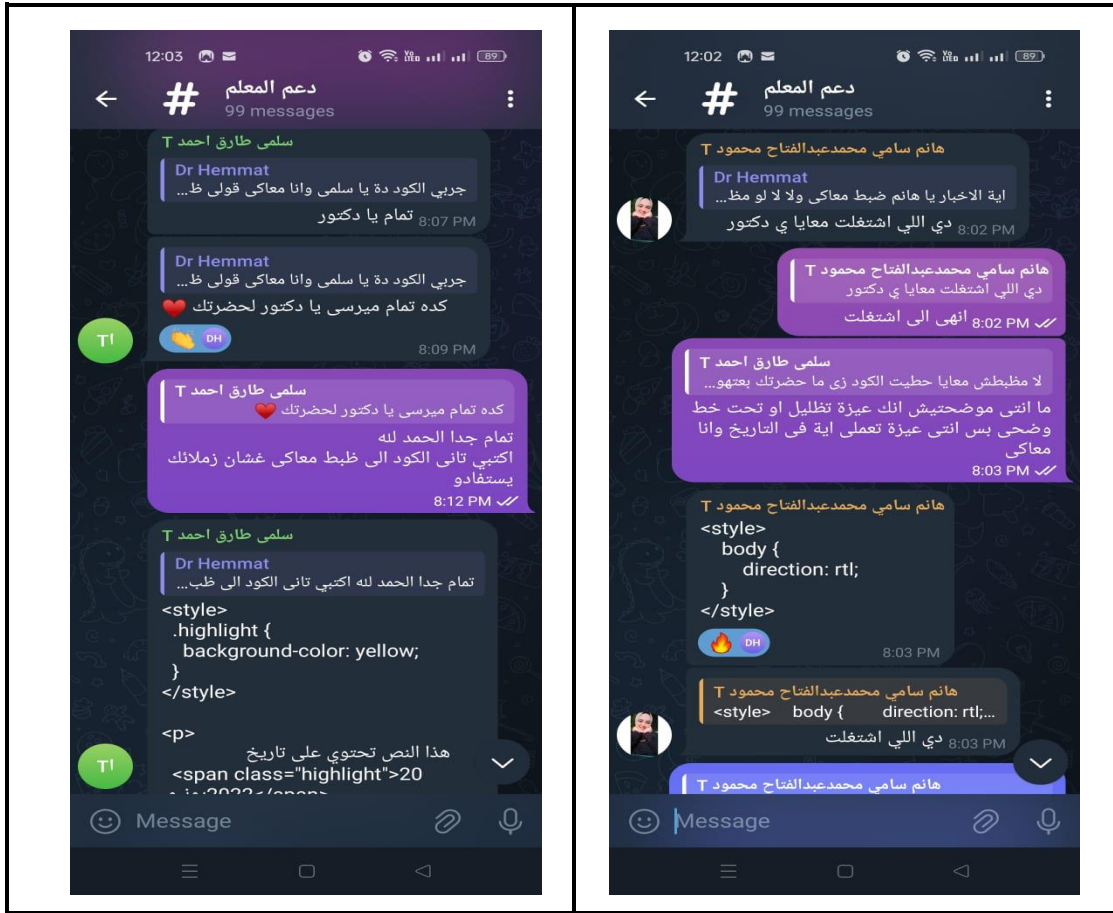 12:03
89
دعم المعلم
99 messages
سلمى طارق احمد T
Dr Hemmat
جربي الكود دة يا سلمى وانا معاكى قولى ظ...
تمام يا دكتور
8:07 PM
Dr Hemmat
جربي الكود دة يا سلمى وانا معاكى قولى ظ...
كده تمام ميرسى يا دكتور لحضرتك ❤️
👏 DH
8:09 PM
T ا
سلمى طارق احمد T
كده تمام ميرسى يا دكتور لحضرتك ❤️
تمام جدا الحمد لله
اكتبي تانى الكود الى ظبط معاكى غشان زملائك
يستفادو
8:12 PM
سلمى طارق احمد T
Dr Hemmat
تمام جدا الحمد لله اكتبي تانى الكود الى ظب...
<style>
.highlight {
background-color: yellow;
}
</style>
<p>
هذا النص تحتوي على تاريخ
<span class="highlight">20
T ا
Message
12:02
89
دعم المعلم
99 messages
هانم سامي محمدعبدالفتاح محمود T
Dr Hemmat
اية الاخبار يا هانم ضبط معاكى ولا لا لو مظ...
دي اللي اشتغلت معايا ي دكتور
8:02 PM
هانم سامي محمدعبدالفتاح محمود T
دي اللي اشتغلت معايا ي دكتور
انهى الى اشتغلت
8:02 PM
سلمى طارق احمد T
لا مظبطش معايا حطيت الكود زى ما حضرتك بعتهو...
ما انتى موضحتيش انك عيزة تظليل او تحت خط
وضحى بس انتى عيزة تعملى اية فى التاريخ وانا
معاكى
8:03 PM
هانم سامي محمدعبدالفتاح محمود T
<style>
body {
direction: rtl;
}
</style>
🔥 DH
8:03 PM
هانم سامي محمدعبدالفتاح محمود T
<style> body { direction: rtl;...
دي اللي اشتغلت
8:03 PM
هانم سامي محمدعبدالفتاح محمود T
Message